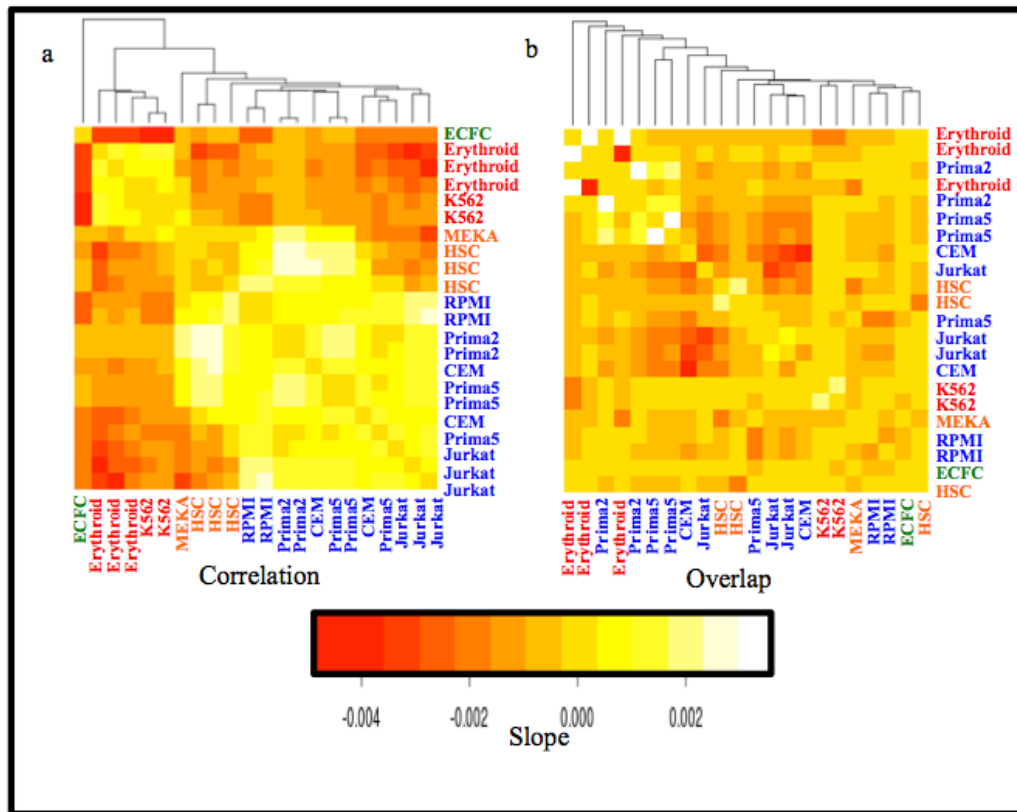 a
b
ECFC
Erythroid
Erythroid
Erythroid
K562
K562
MEKA
HSC
HSC
HSC
RPMI
RPMI
Prima2
Prima2
CEM
Prima5
Prima5
CEM
Prima5
Jurkat
Jurkat
Jurkat
Erythroid
Erythroid
Prima2
Erythroid
Prima2
Prima5
Prima5
CEM
Jurkat
HSC
HSC
Prima5
Jurkat
Jurkat
CEM
K562
K562
MEKA
RPMI
RPMI
ECFC
HSC
ECFC
Erythroid
Erythroid
Erythroid
K562
K562
MEKA
HSC
HSC
HSC
RPMI
RPMI
Prima2
Prima2
CEM
Prima5
Prima5
CEM
Prima5
Jurkat
Jurkat
Jurkat
Erythroid
Erythroid
Prima2
Erythroid
Prima2
Prima5
Prima5
CEM
Jurkat
HSC
HSC
Prima5
Jurkat
Jurkat
CEM
K562
K562
MEKA
RPMI
RPMI
ECFC
HSC
Correlation
Overlap
-0.004
-0.002
0.000
0.002
Slope